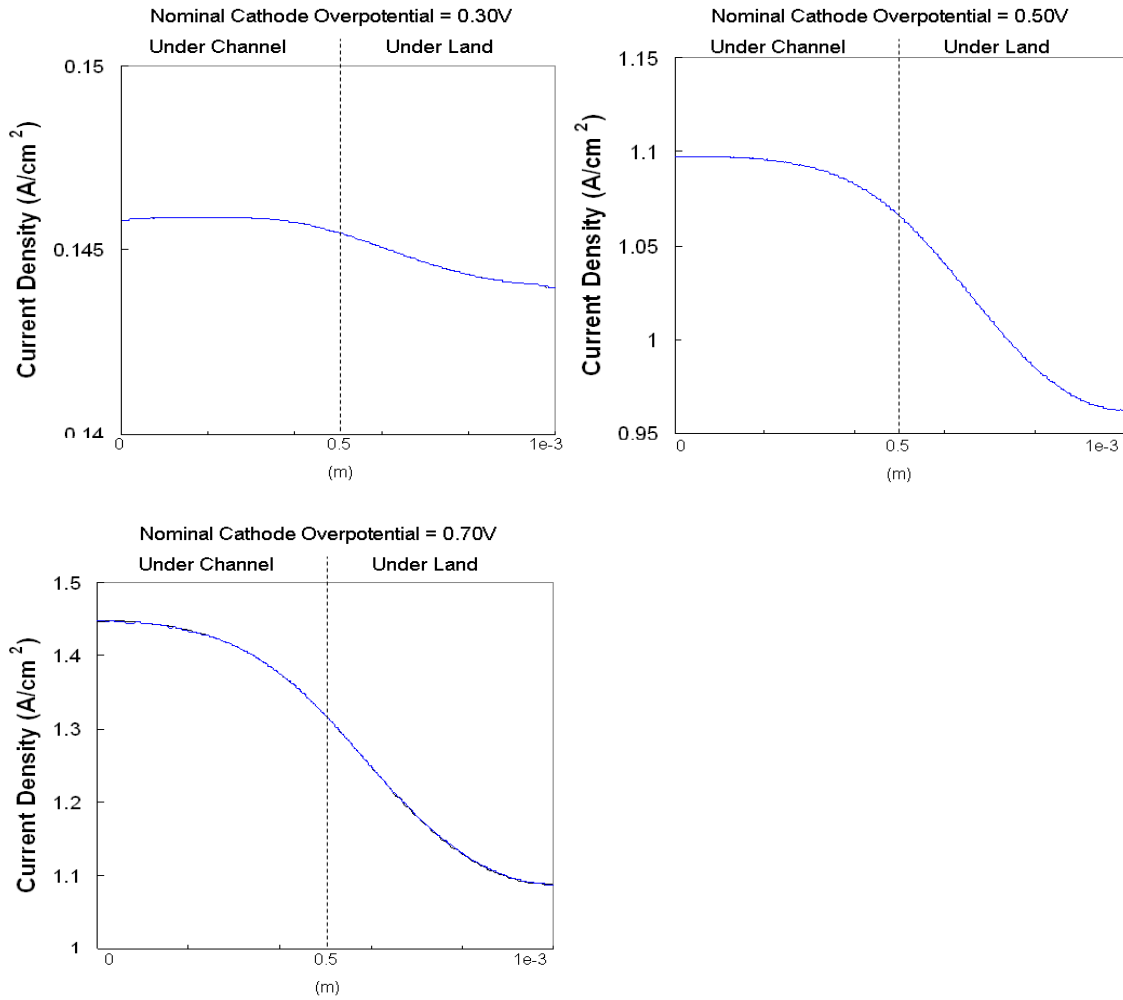 Nominal Cathode Overpotential = 0.30V
Under Channel Under Land
Current Density (A/cm 2)
0.15
0.145
0.14
0 0.5 1e-3
(m)
Nominal Cathode Overpotential = 0.50V
Under Channel Under Land
Current Density (A/cm 2)
1.15
1.1
1.05
1
0.95
0 0.5 1e-3
(m)
Nominal Cathode Overpotential = 0.70V
Under Channel Under Land
Current Density (A/cm 2)
1.5
1.4
1.3
1.2
1.1
1
0 0.5 1e-3
(m)